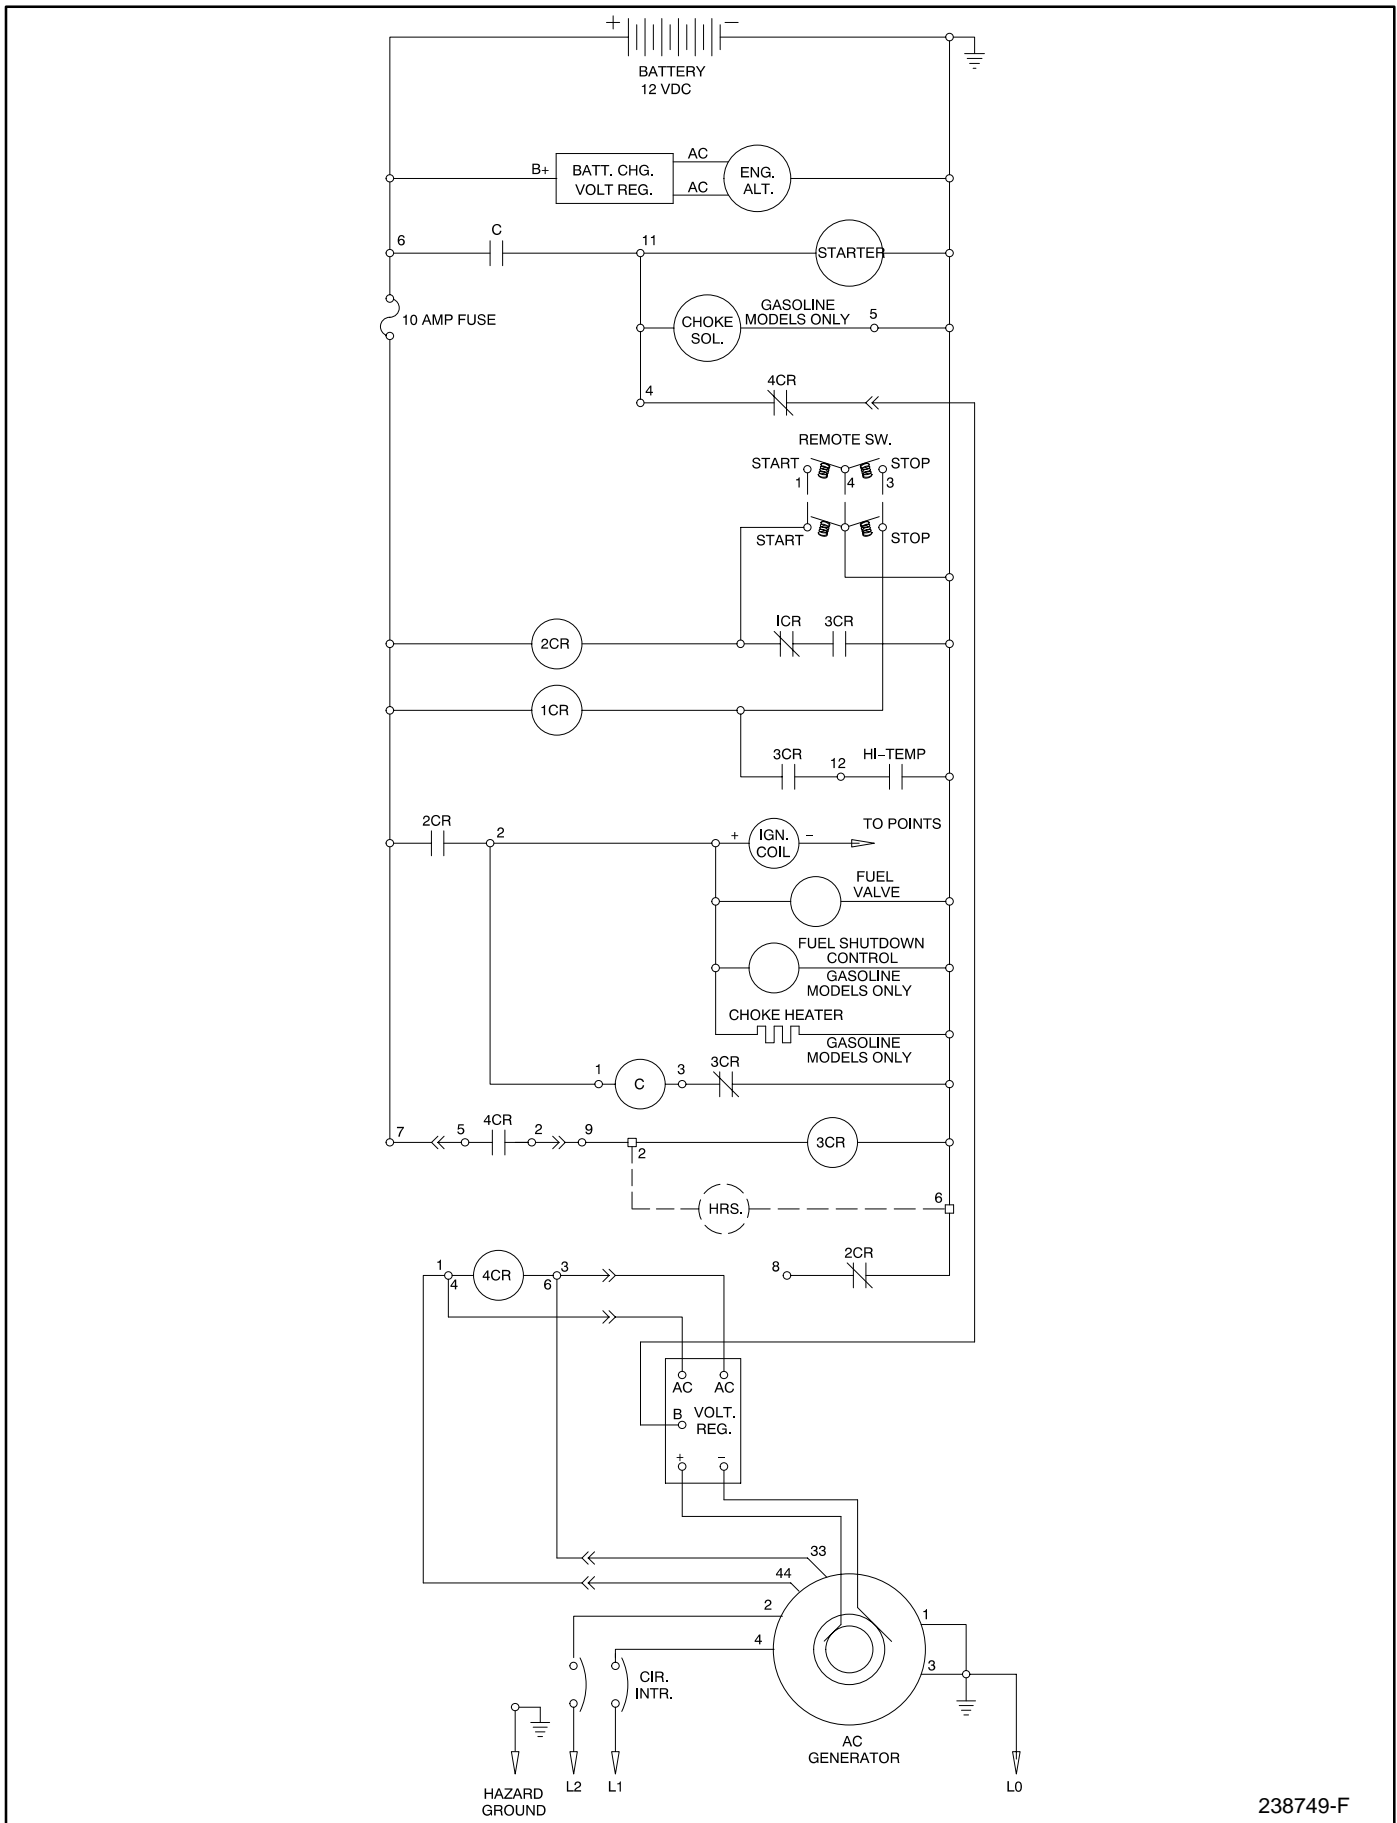 + −
BATTERY
12 VDC
AC
B+ BATT. CHG. ENG.
VOLT REG. AC ALT.
6 C 11
STARTER
10 AMP FUSE
GASOLINE
MODELS ONLY 5
CHOKE
SOL.
4 4CR
REMOTE SW.
START STOP
1 4 3
START STOP
1CR 3CR
2CR
1CR
3CR 12 HI-TEMP
2CR 2
+ IGN. − TO POINTS
COIL
FUEL
VALVE
FUEL SHUTDOWN
CONTROL
GASOLINE
MODELS ONLY
CHOKE HEATER
GASOLINE
MODELS ONLY
1 C 3 3CR
7 5 4CR 2 9 2 3CR
HRS. 6
8 2CR
1 4 4CR 6 3
AC AC
B VOLT.
REG.
+ −
33
44
2 1
4 3
CIR.
INTR.
AC
GENERATOR
L2 L1 L0
HAZARD
GROUND
238749-F